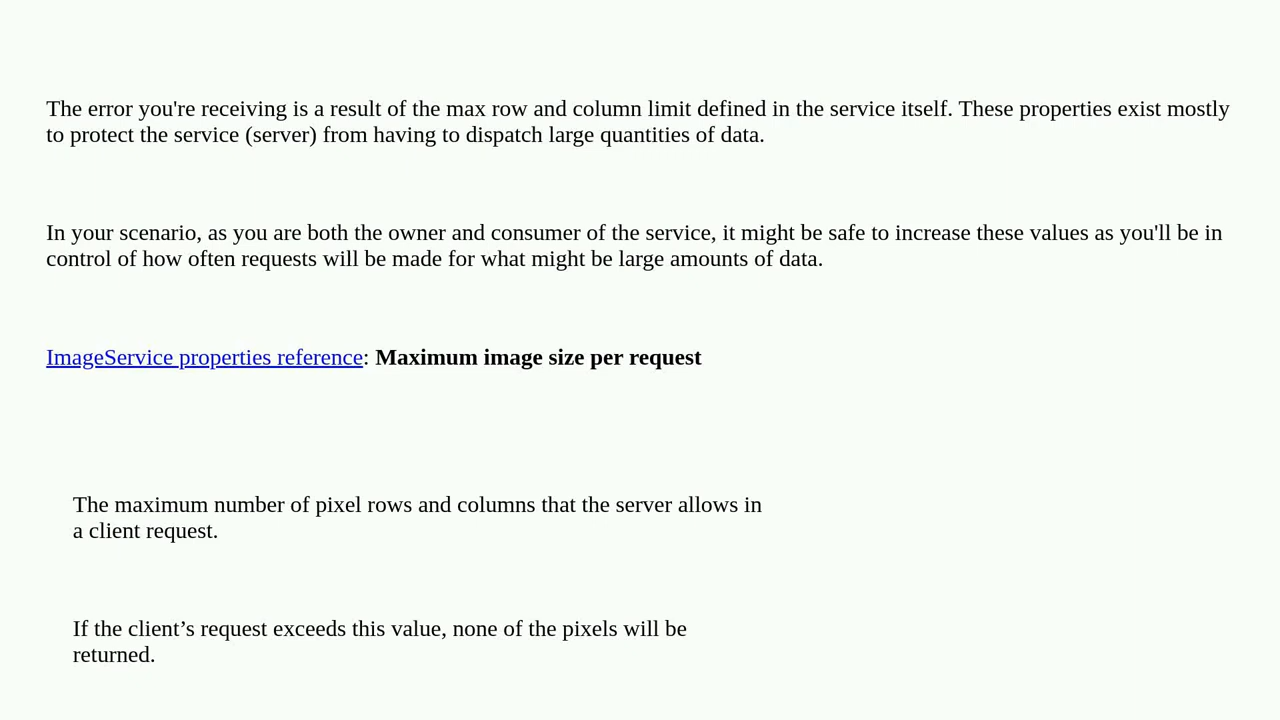 The error you're receiving is a result of the max row and column limit defined in the service itself. These properties exist mostly
to protect the service (server) from having to dispatch large quantities of data.
In your scenario, as you are both the owner and consumer of the service, it might be safe to increase these values as you'll be in
control of how often requests will be made for what might be large amounts of data.
ImageService properties reference: Maximum image size per request
The maximum number of pixel rows and columns that the server allows in
a client request.
If the client’s request exceeds this value, none of the pixels will be
returned.